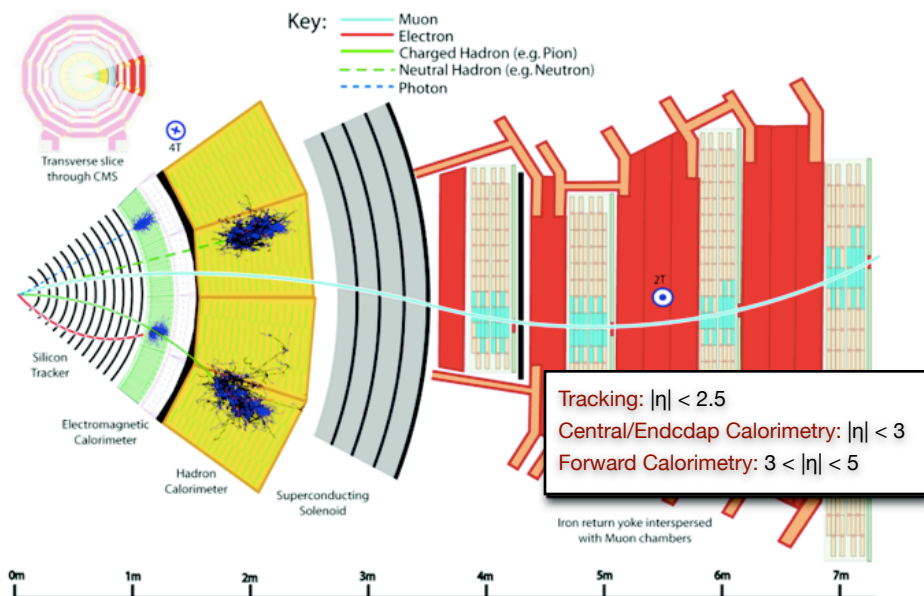 Key:
Muon
Electron
Charged Hadron (e.g. Pion)
Neutral Hadron (e.g. Neutron)
Photon
Transverse slice
through CMS
4T
2T
Silicon
Tracker
Electromagnetic
Calorimeter
Hadron
Calorimeter
Superconducting
Solenoid
Tracking: |η| < 2.5
Central/Endcdap Calorimetry: |η| < 3
Forward Calorimetry: 3 < |η| < 5
Iron return yoke interspersed
with Muon chambers
0m 1m 2m 3m 4m 5m 6m 7m